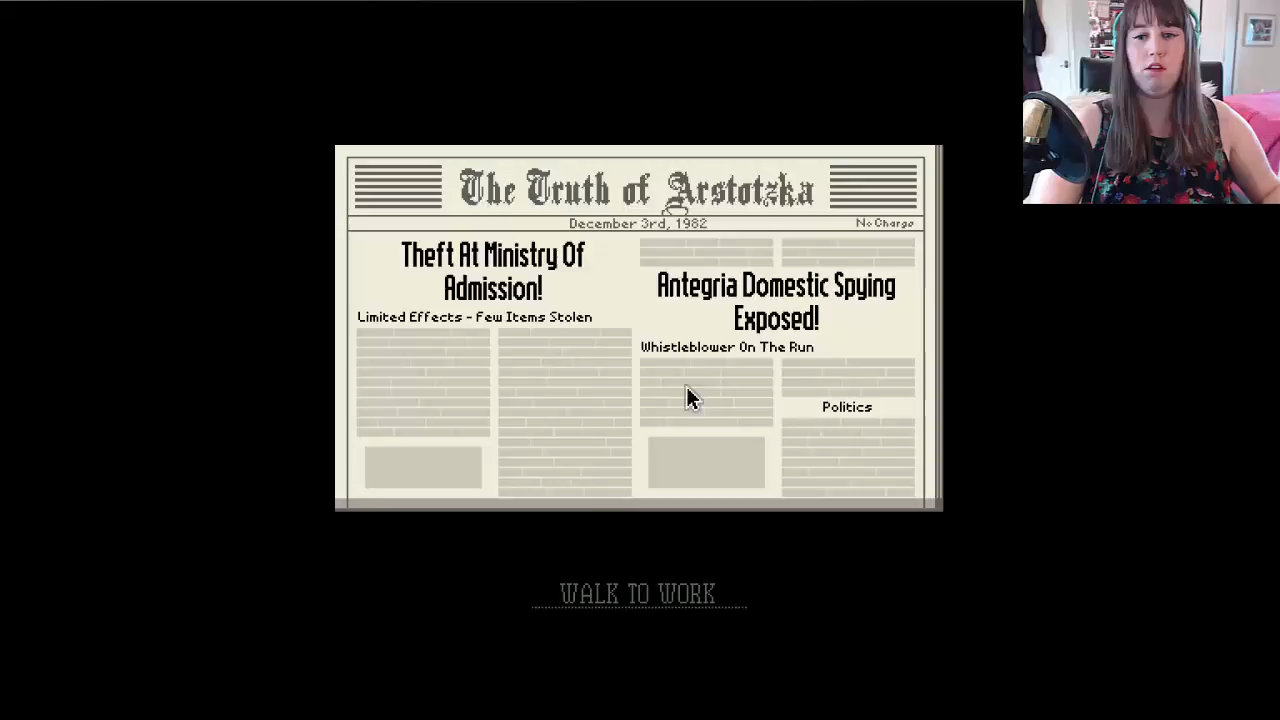 The Truth of Arstotzka
December 3rd, 1982
No Charge
Theft At Ministry Of
Admission!
Limited Effects - Few Items Stolen
Antegria Domestic Spying
Exposed!
Whistleblower On The Run
Politics
WALK TO WORK